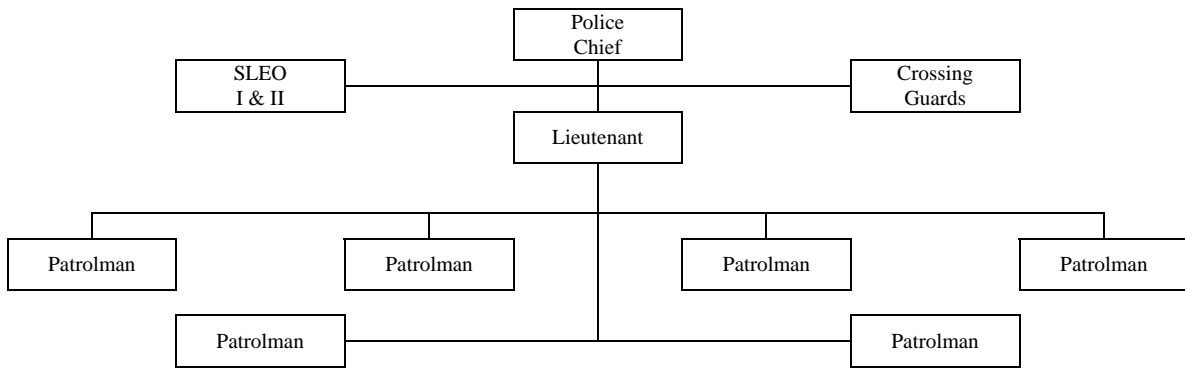 Police
Chief
SLEO
I & II
Crossing
Guards
Lieutenant
Patrolman
Patrolman
Patrolman
Patrolman
Patrolman
Patrolman